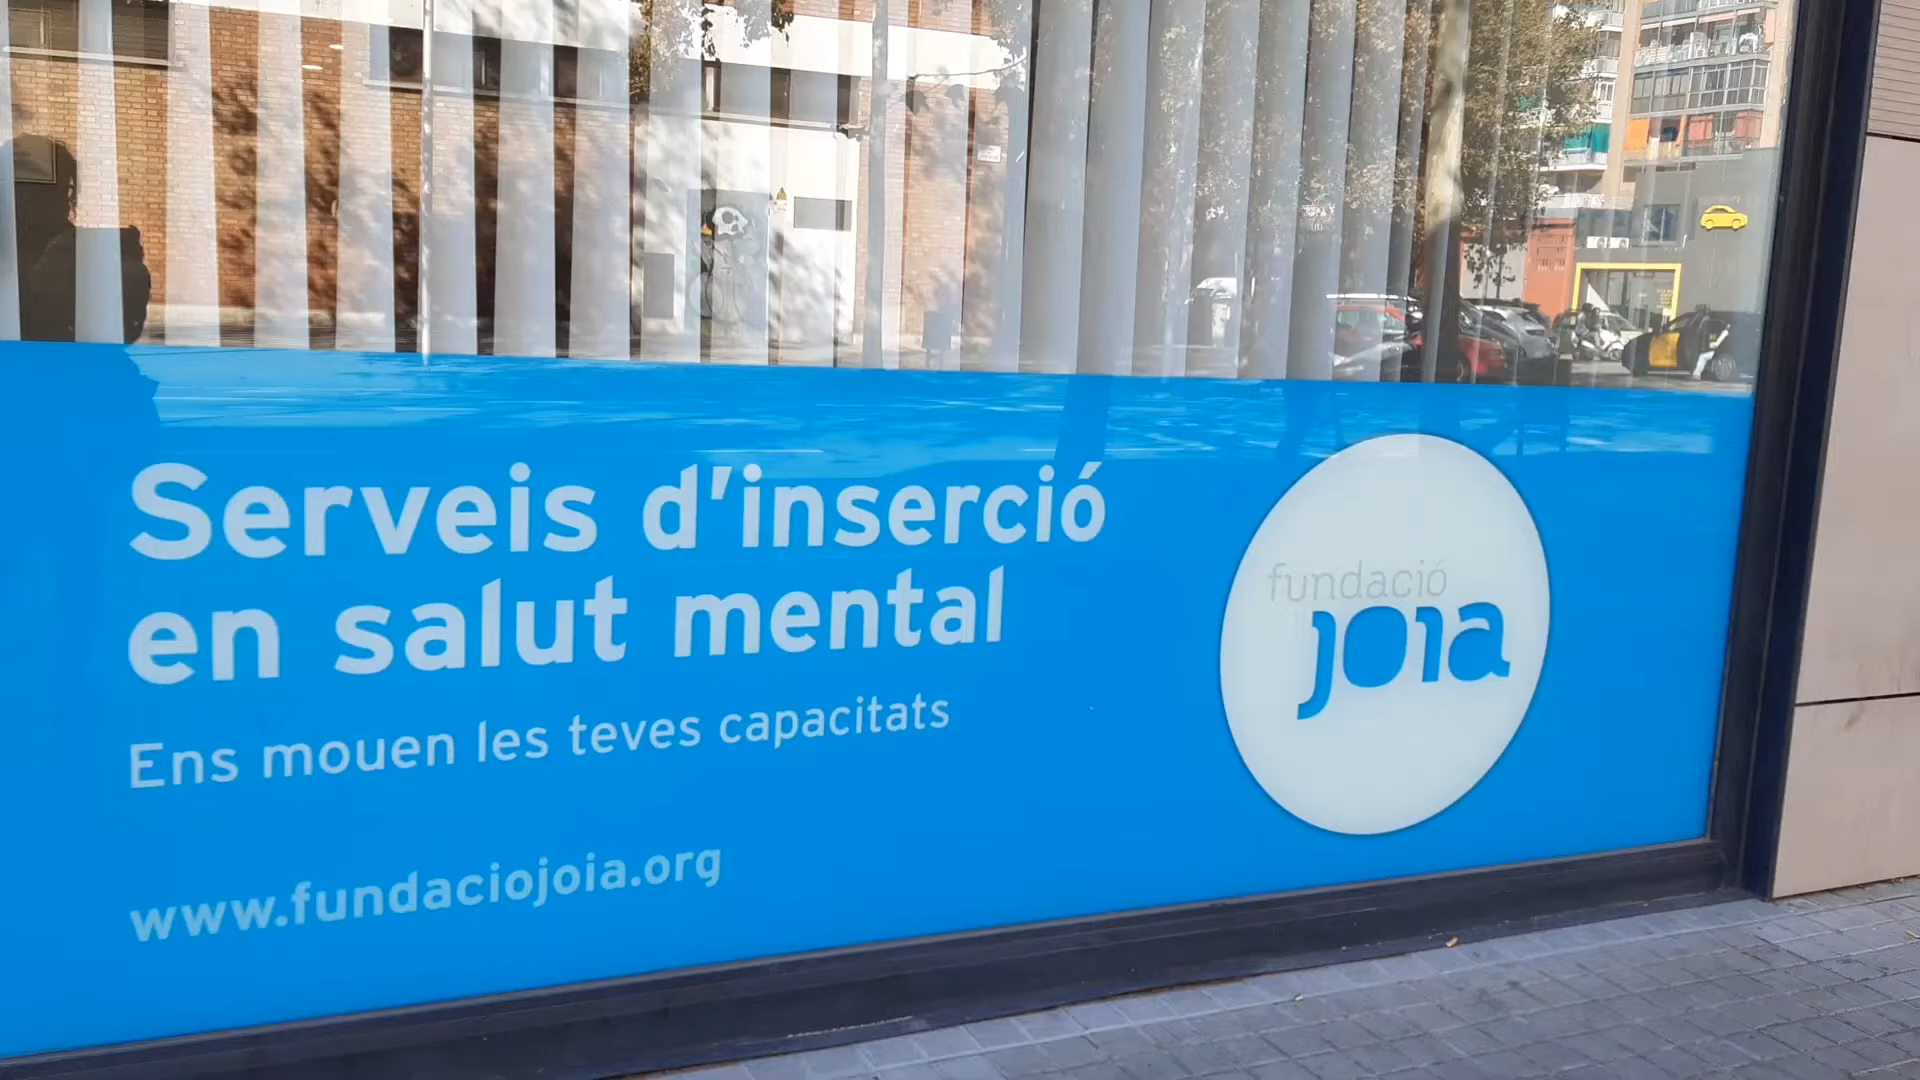 Serveis d'inserció
en salut mental
Ens mouen les teves capacitats
www.fundaciojoia.org
fundació
joia